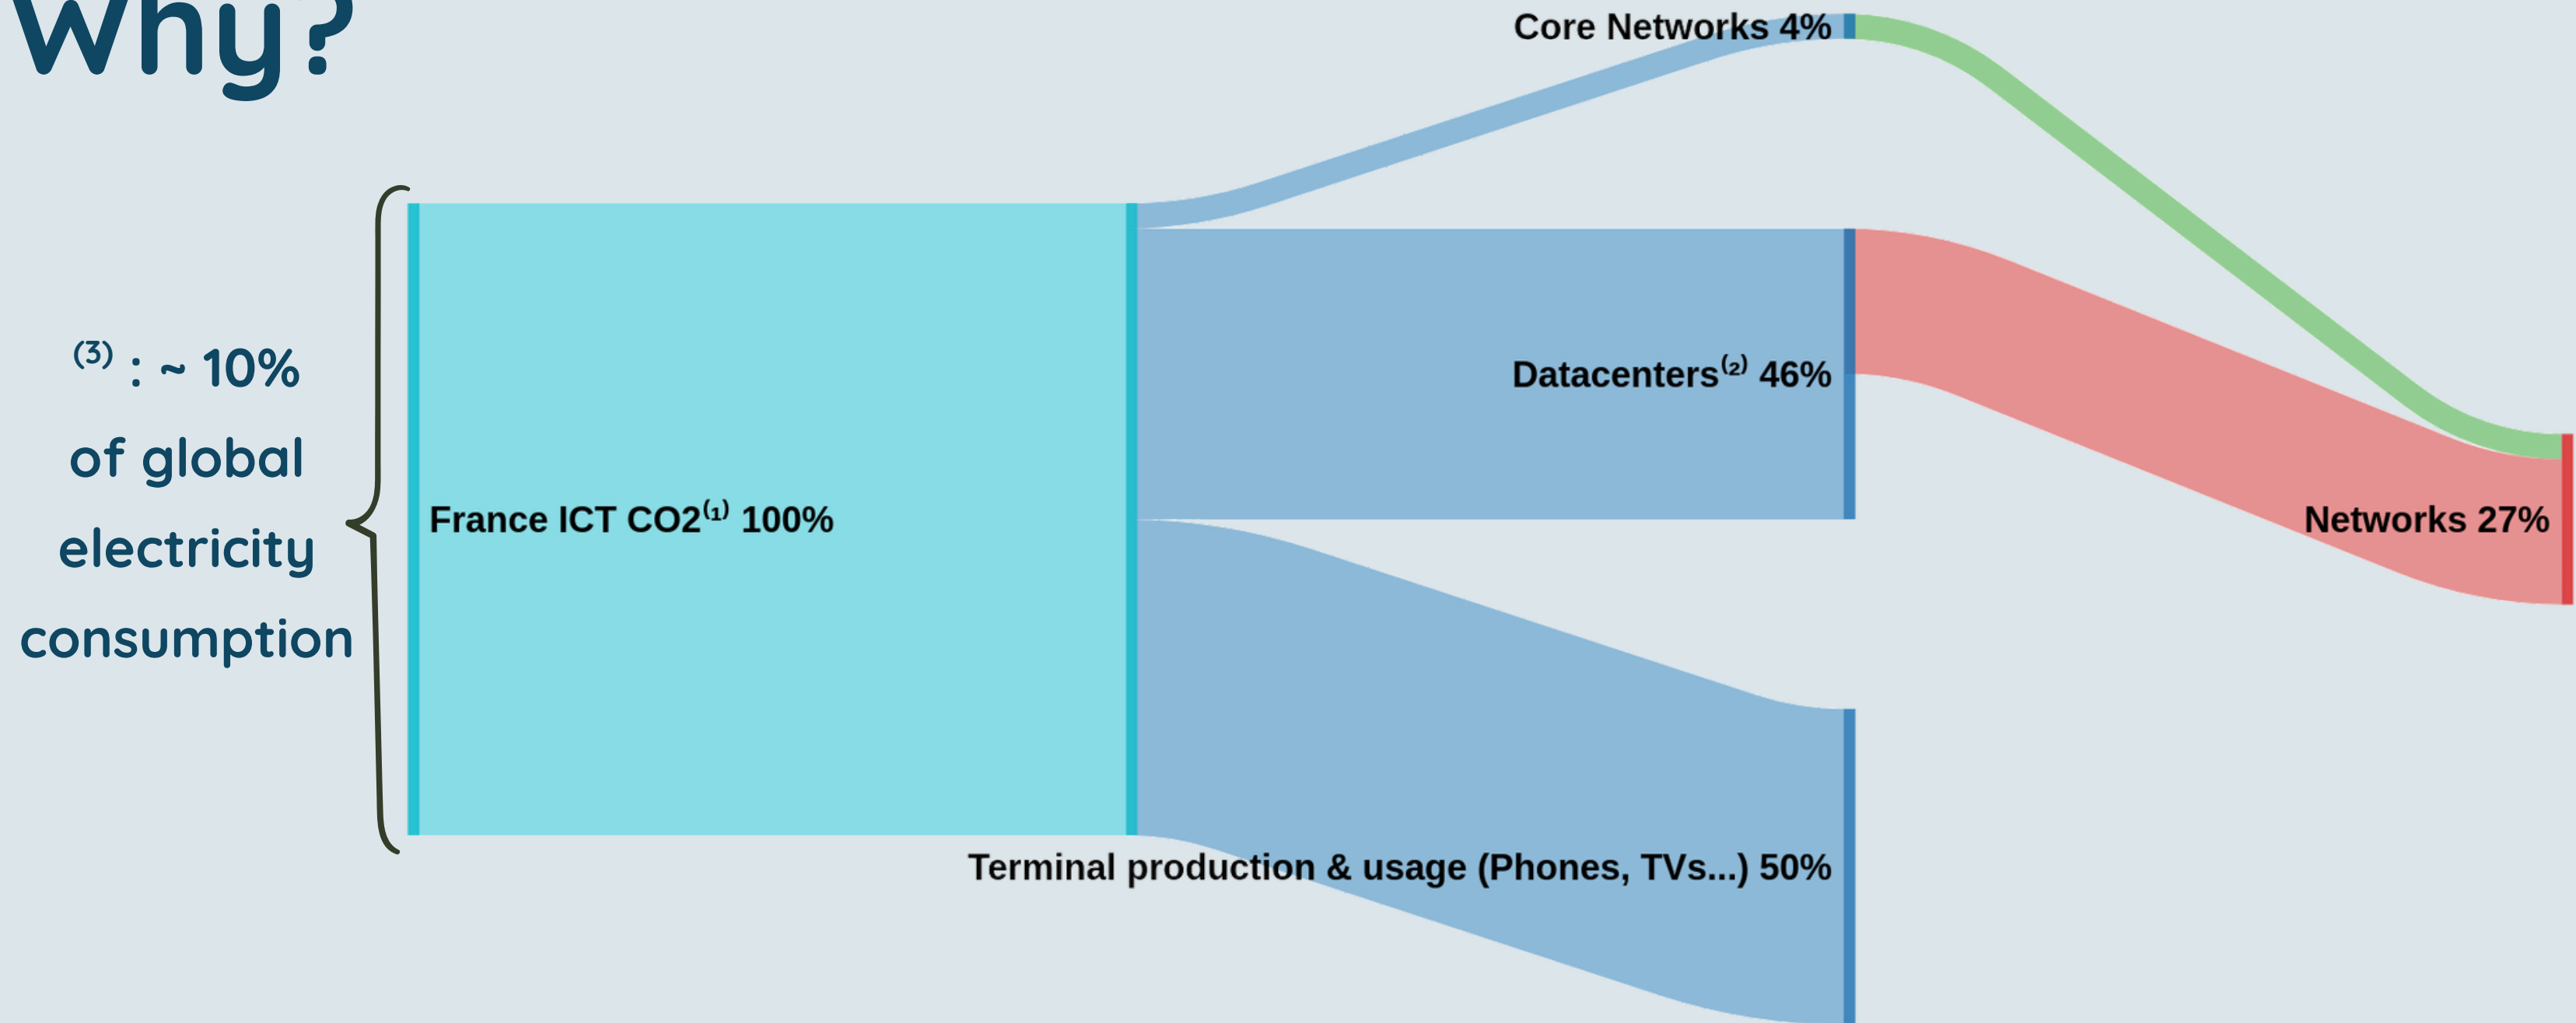 Why?
Core Networks 4%
⁽³⁾ : ~ 10%
of global
electricity
consumption
Datacenters⁽²⁾ 46%
France ICT CO2⁽¹⁾ 100%
Networks 27%
Terminal production & usage (Phones, TVs...) 50%